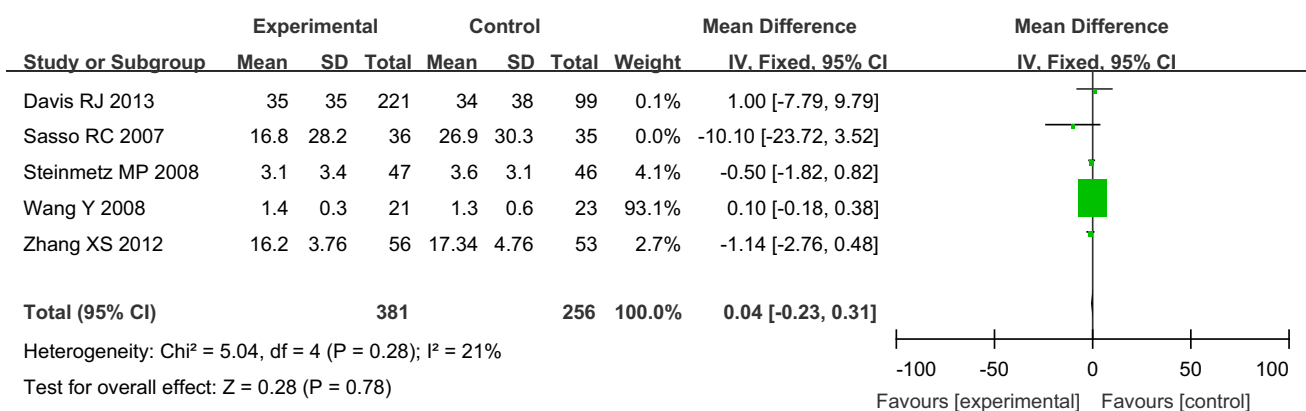 Experimental Control Mean Difference Mean Difference
Study or Subgroup Mean SD Total Mean SD Total Weight IV, Fixed, 95% CI IV, Fixed, 95% CI
Davis RJ 2013 35 35 221 34 38 99 0.1% 1.00 [-7.79, 9.79]
Sasso RC 2007 16.8 28.2 36 26.9 30.3 35 0.0% -10.10 [-23.72, 3.52]
Steinmetz MP 2008 3.1 3.4 47 3.6 3.1 46 4.1% -0.50 [-1.82, 0.82]
Wang Y 2008 1.4 0.3 21 1.3 0.6 23 93.1% 0.10 [-0.18, 0.38]
Zhang XS 2012 16.2 3.76 56 17.34 4.76 53 2.7% -1.14 [-2.76, 0.48]
Total (95% CI) 381 256 100.0% 0.04 [-0.23, 0.31]
Heterogeneity: Chi² = 5.04, df = 4 (P = 0.28); I² = 21%
Test for overall effect: Z = 0.28 (P = 0.78)
-100 -50 0 50 100
Favours [experimental] Favours [control]